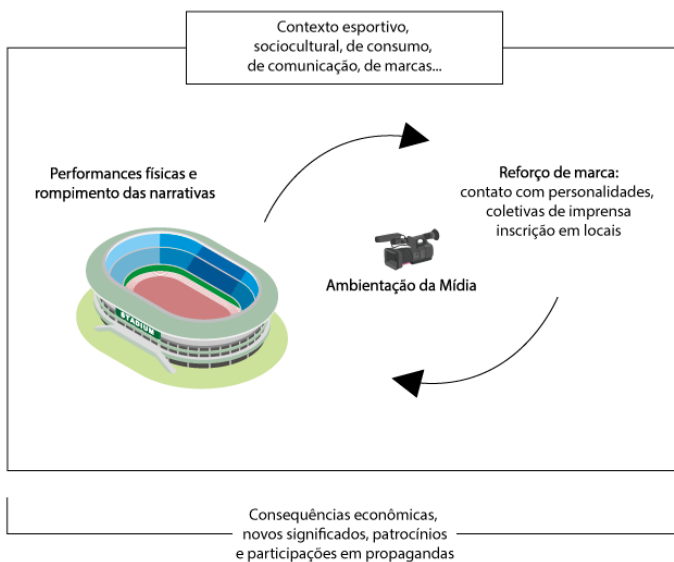 Contexto esportivo,
sociocultural, de consumo,
de comunicação, de marcas...
Performances físicas e
rompimento das narrativas
STADIUM
Ambientação da Mídia
Reforço de marca:
contato com personalidades,
coletivas de imprensa
inscrição em locais
Consequências econômicas,
novos significados, patrocínios
e participações em propagandas